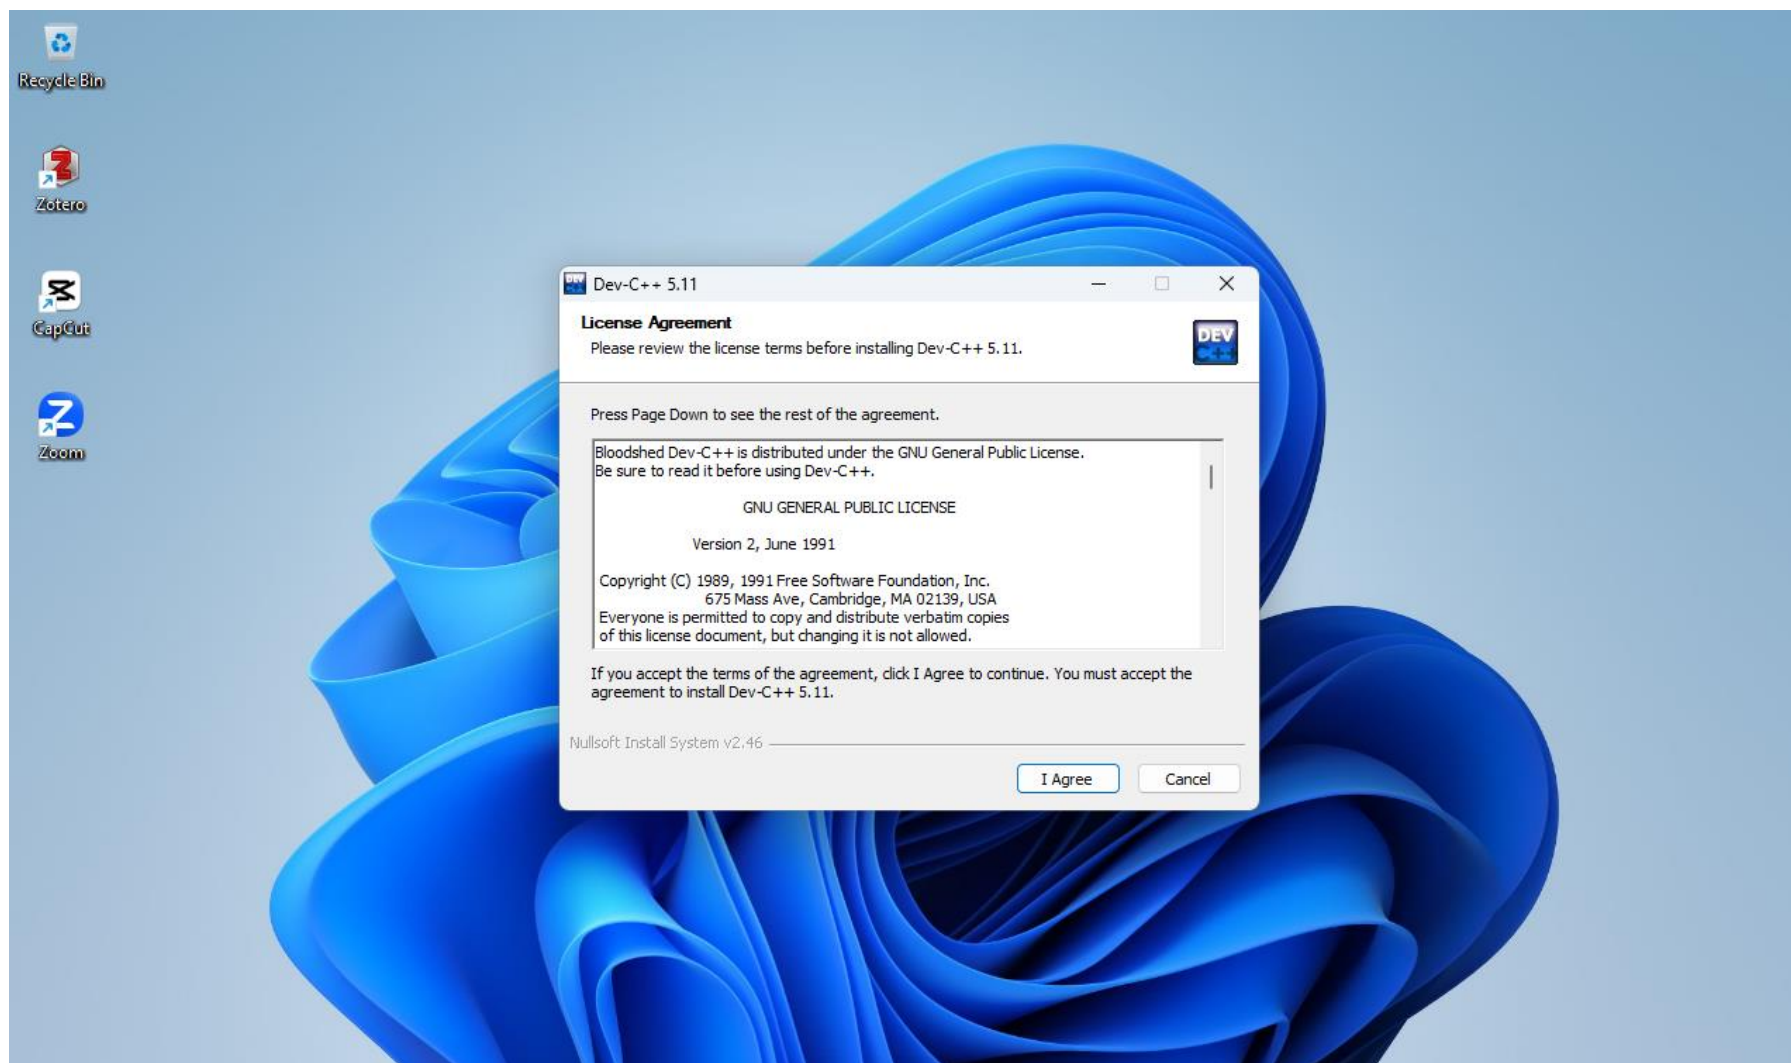 Recycle Bin
Zotero
CapCut
Zoom
Dev-C++ 5.11
License Agreement
Please review the license terms before installing Dev-C++ 5.11.
DEV
C++
Press Page Down to see the rest of the agreement.
Bloodshed Dev-C++ is distributed under the GNU General Public License.
Be sure to read it before using Dev-C++.
GNU GENERAL PUBLIC LICENSE
Version 2, June 1991
Copyright (C) 1989, 1991 Free Software Foundation, Inc.
675 Mass Ave, Cambridge, MA 02139, USA
Everyone is permitted to copy and distribute verbatim copies
of this license document, but changing it is not allowed.
If you accept the terms of the agreement, click I Agree to continue. You must accept the
agreement to install Dev-C++ 5.11.
Nullsoft Install System v2.46
I Agree
Cancel